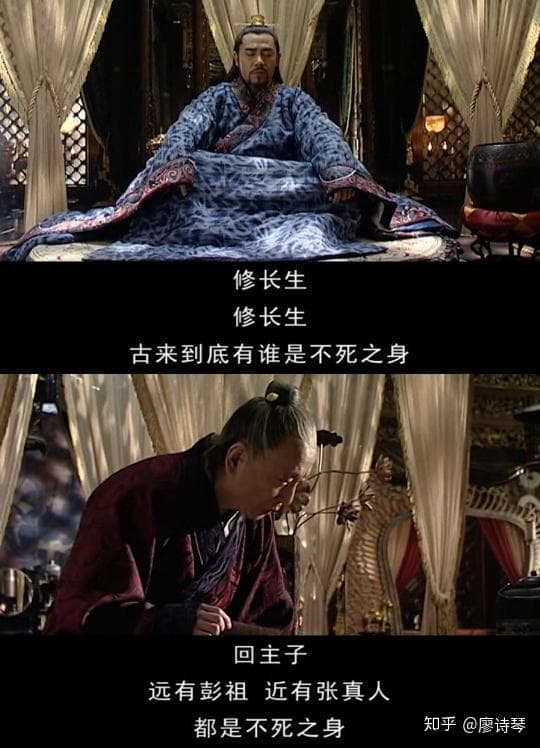 修长生
修长生
古来到底有谁是不死之身
回主子
远有彭祖 近有张真人
都是不死之身
知乎 @廖诗琴